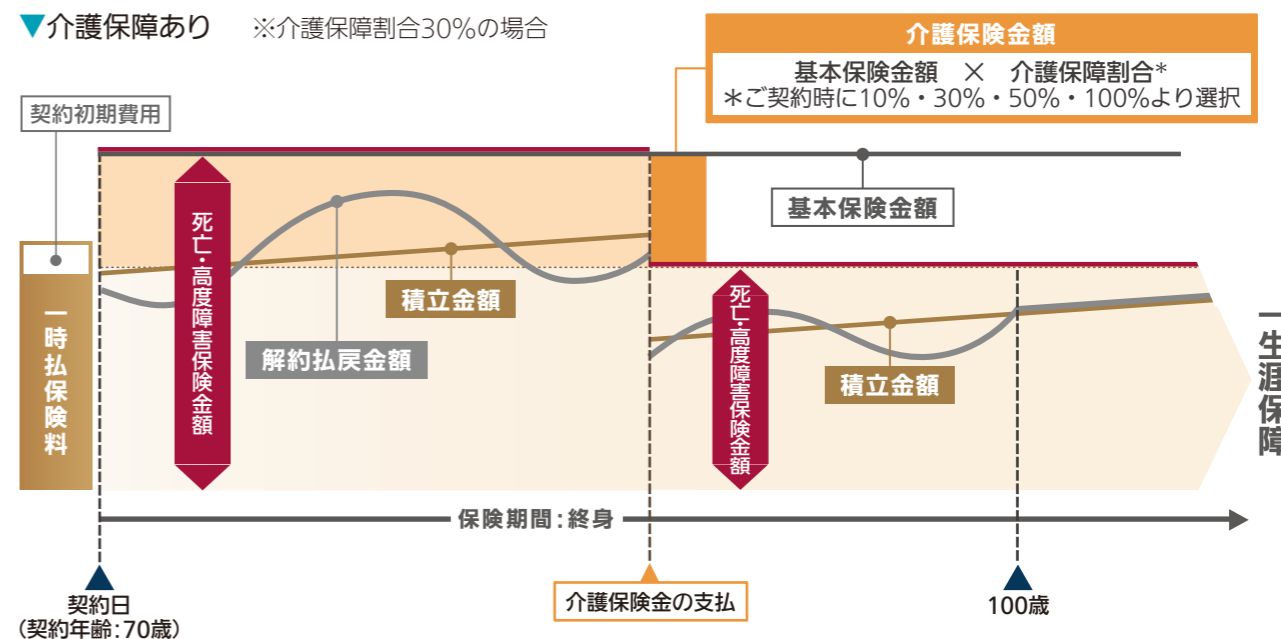 ▼介護保障あり ※介護保障割合30%の場合
介護保険金額
基本保険金額 × 介護保障割合*
*ご契約時に10%・30%・50%・100%より選択
契約初期費用
基本保険金額
死亡・高度障害保険金額
積立金額
解約払戻金額
一時払保険料
死亡・高度障害保険金額
積立金額
一生涯保障
保険期間:終身
契約日
(契約年齢:70歳)
介護保険金の支払
100歳